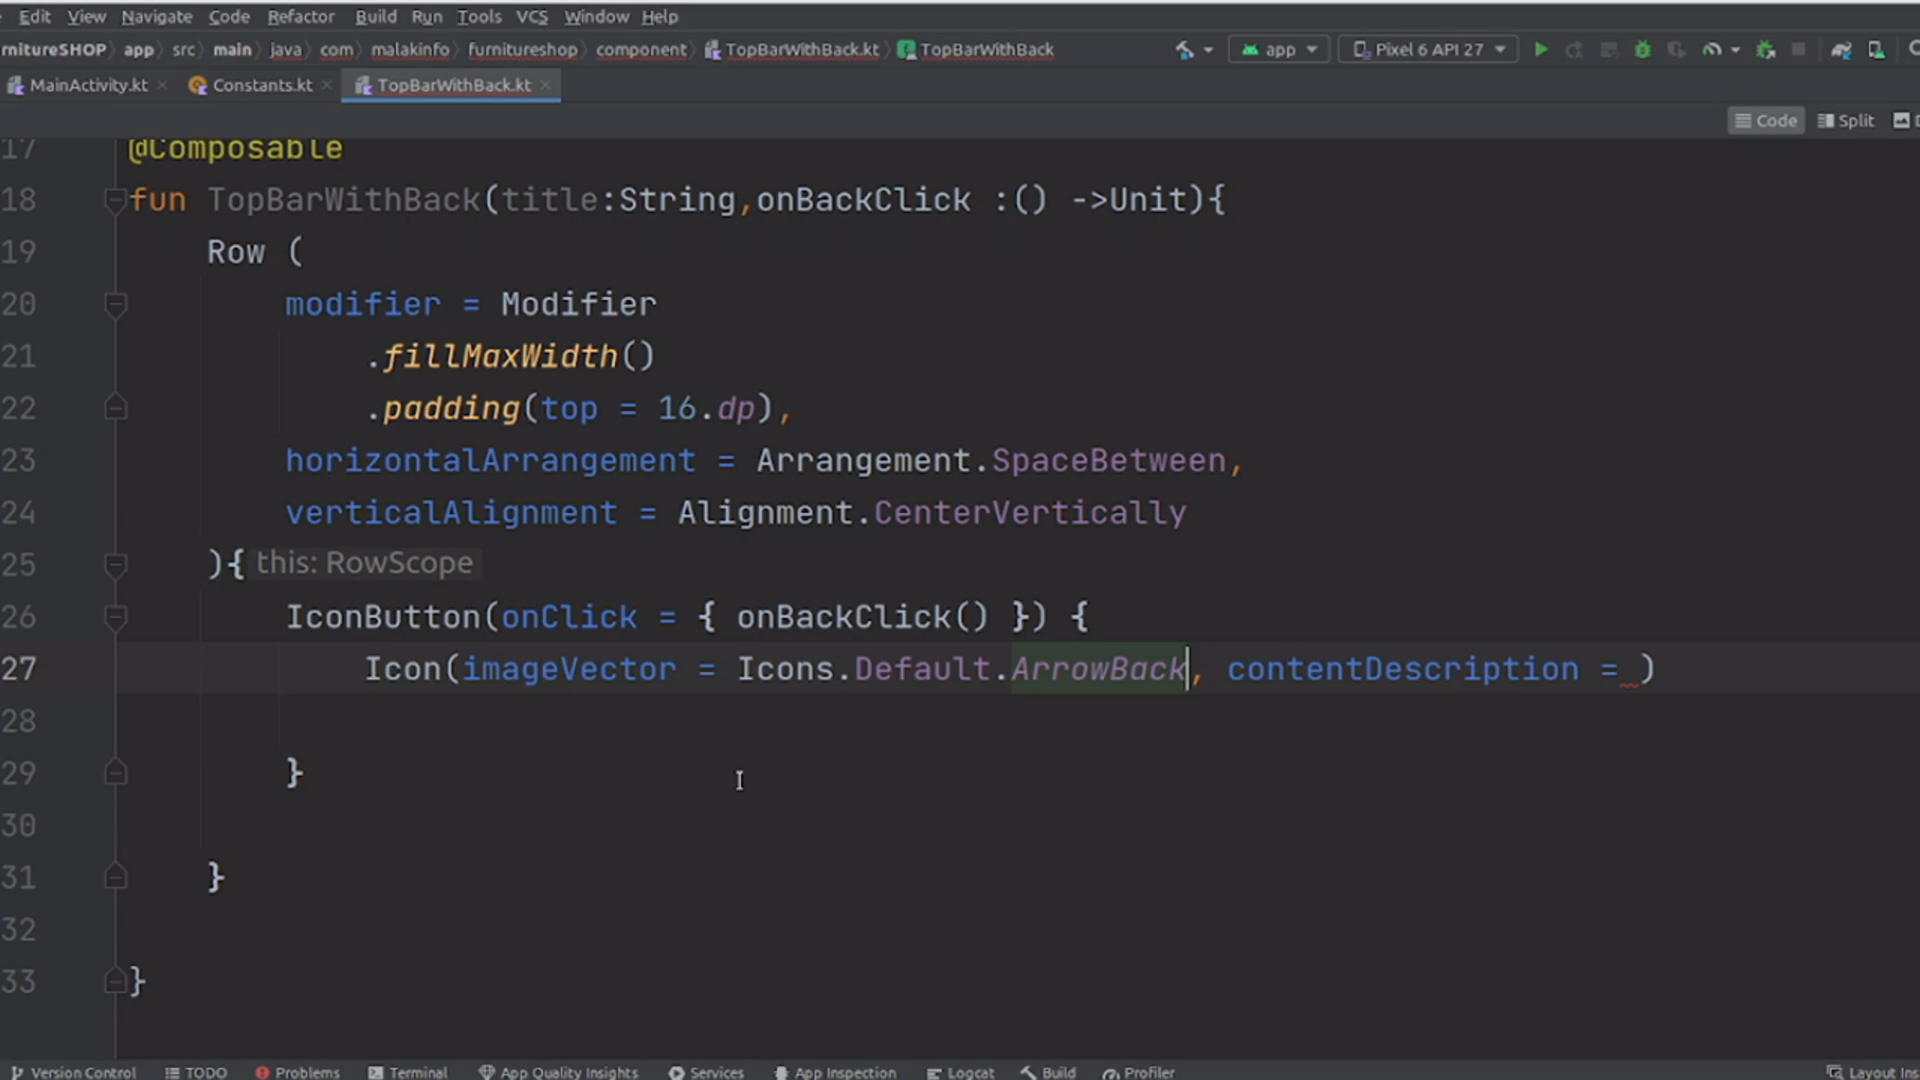 Edit View Navigate Code Refactor Build Run Tools VCS Window Help
rnitureSHOP app src main java com malakinfo furnitureshop component TopBarWithBack.kt TopBarWithBack app Pixel 6 API 27
MainActivity.kt Constants.kt TopBarWithBack.kt
Code Split
17 @Composable
18 fun TopBarWithBack(title:String,onBackClick :() ->Unit){
19 Row (
20 modifier = Modifier
21 .fillMaxWidth()
22 .padding(top = 16.dp),
23 horizontalArrangement = Arrangement.SpaceBetween,
24 verticalAlignment = Alignment.CenterVertically
25 ){ this: RowScope
26 IconButton(onClick = { onBackClick() }) {
27 Icon(imageVector = Icons.Default.ArrowBack, contentDescription = )
28
29 }
30
31 }
32
33 }
Version Control TODO Problems Terminal App Quality Insights Services App Inspection Logcat Build Profiler Layout Ins